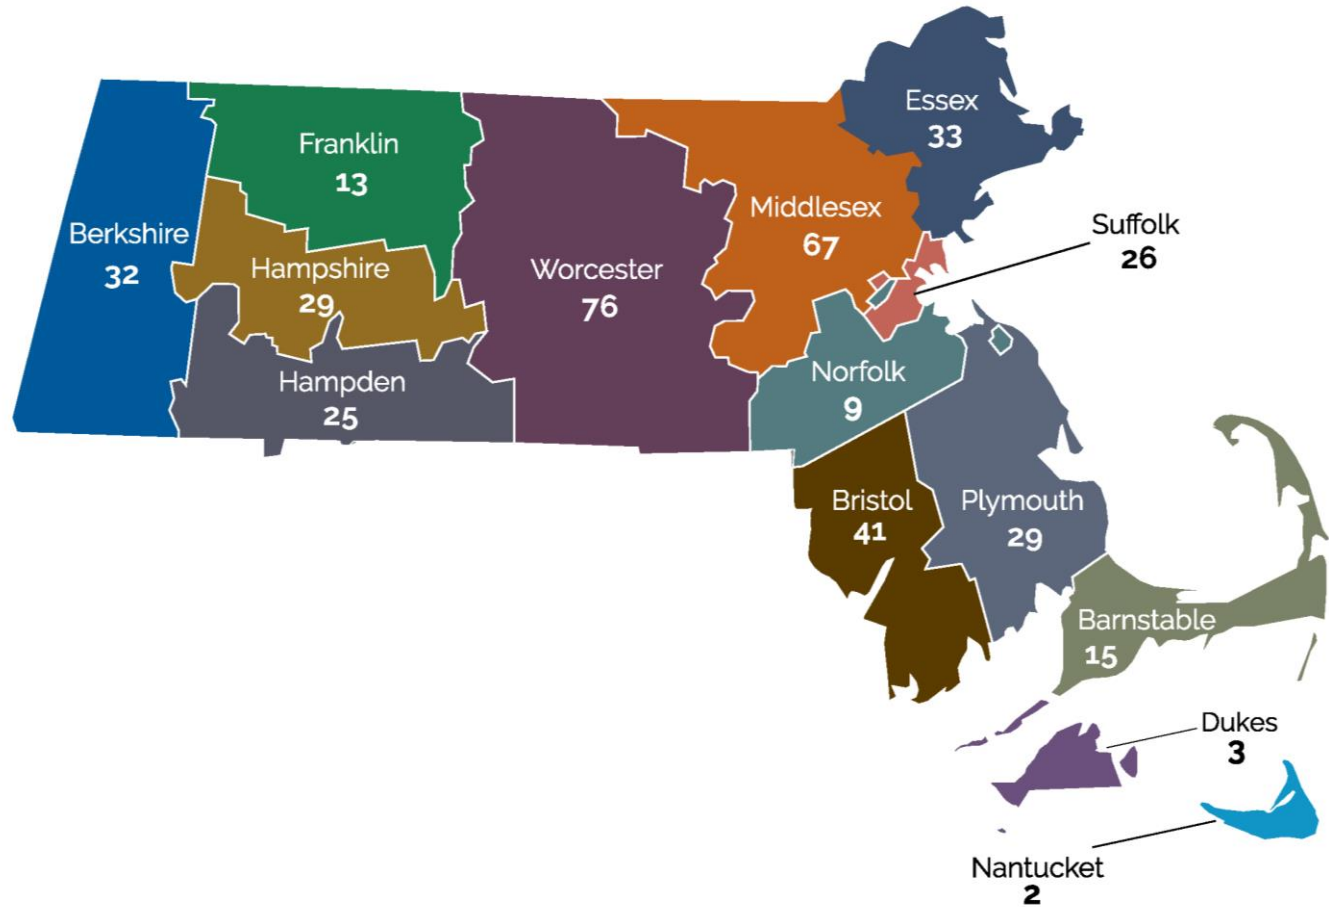 Essex
33
Franklin
13
Middlesex
67
Suffolk
26
Berkshire
32
Hampshire
29
Worcester
76
Hampden
25
Norfolk
9
Bristol
41
Plymouth
29
Barnstable
15
Dukes
3
Nantucket
2